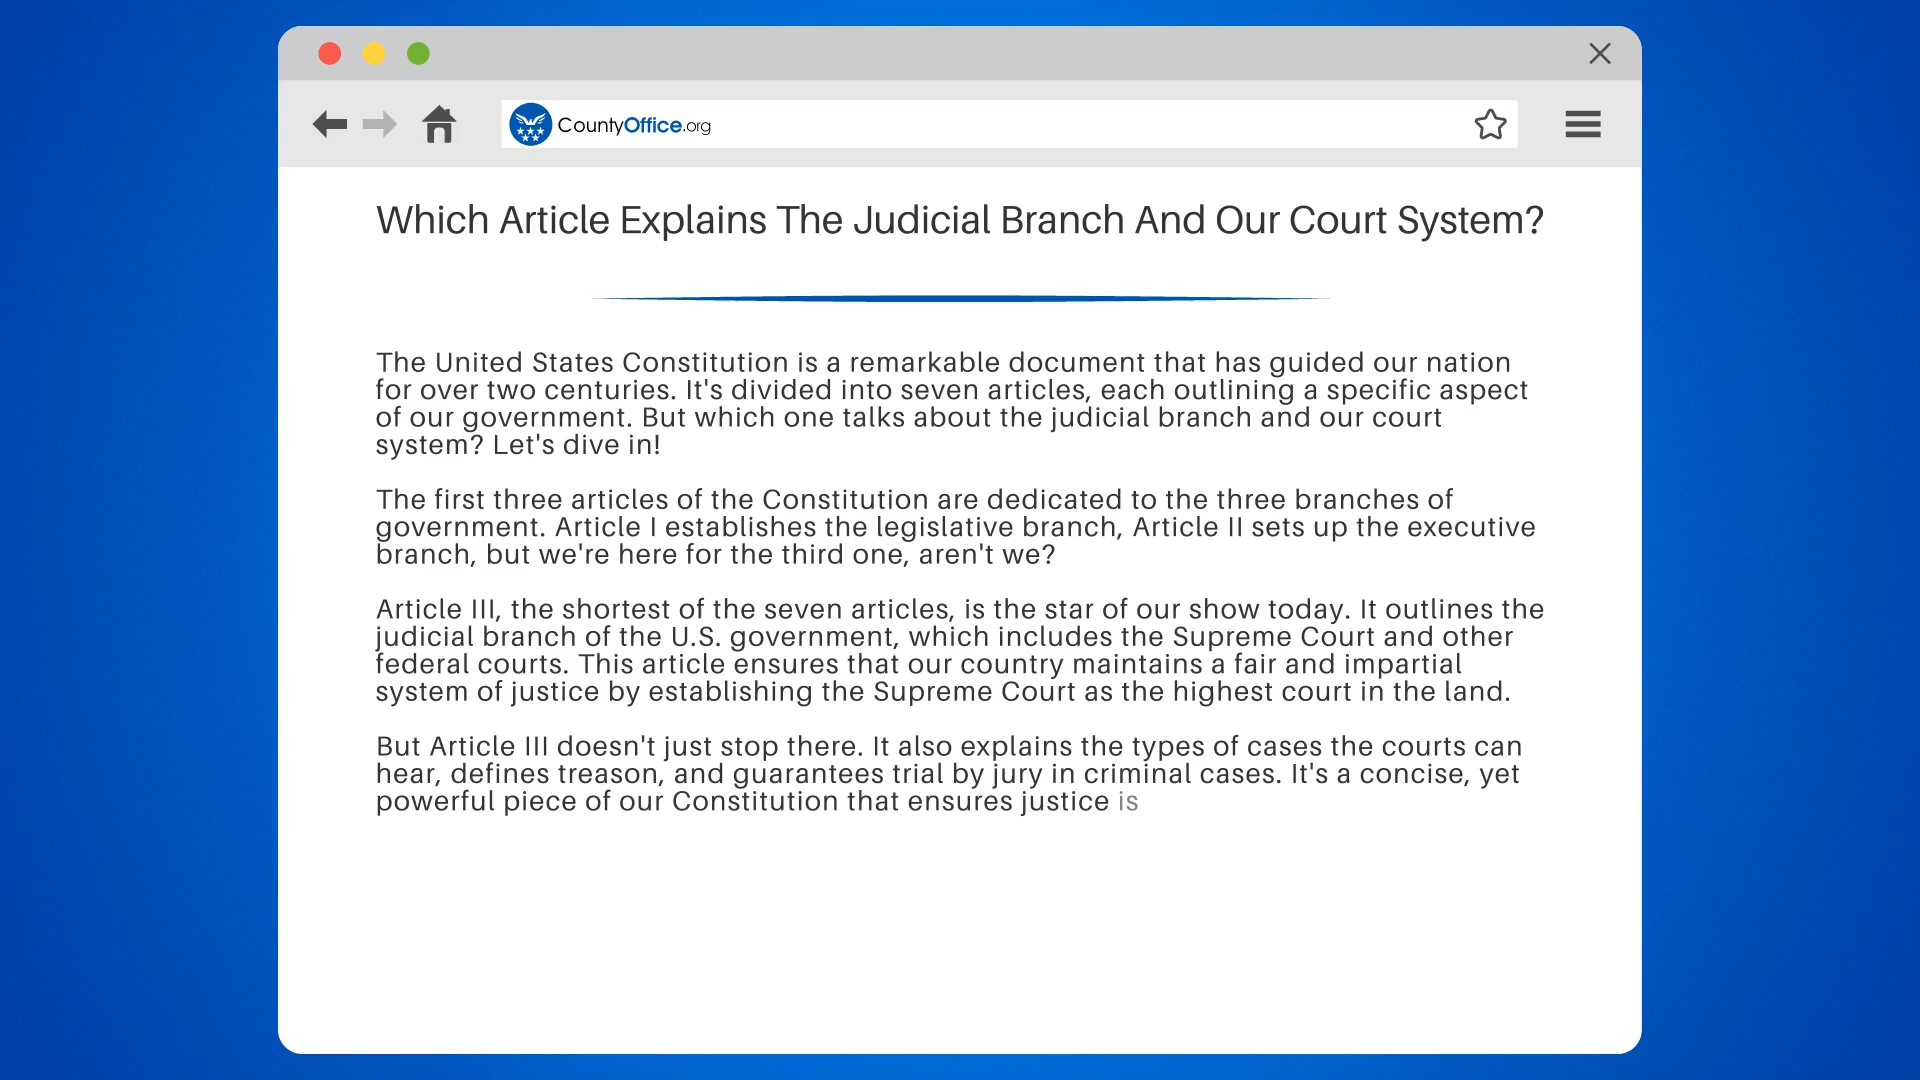 CountyOffice.org
Which Article Explains The Judicial Branch And Our Court System?
The United States Constitution is a remarkable document that has guided our nation
for over two centuries. It's divided into seven articles, each outlining a specific aspect
of our government. But which one talks about the judicial branch and our court
system? Let's dive in!
The first three articles of the Constitution are dedicated to the three branches of
government. Article I establishes the legislative branch, Article II sets up the executive
branch, but we're here for the third one, aren't we?
Article III, the shortest of the seven articles, is the star of our show today. It outlines the
judicial branch of the U.S. government, which includes the Supreme Court and other
federal courts. This article ensures that our country maintains a fair and impartial
system of justice by establishing the Supreme Court as the highest court in the land.
But Article III doesn't just stop there. It also explains the types of cases the courts can
hear, defines treason, and guarantees trial by jury in criminal cases. It's a concise, yet
powerful piece of our Constitution that ensures justice is